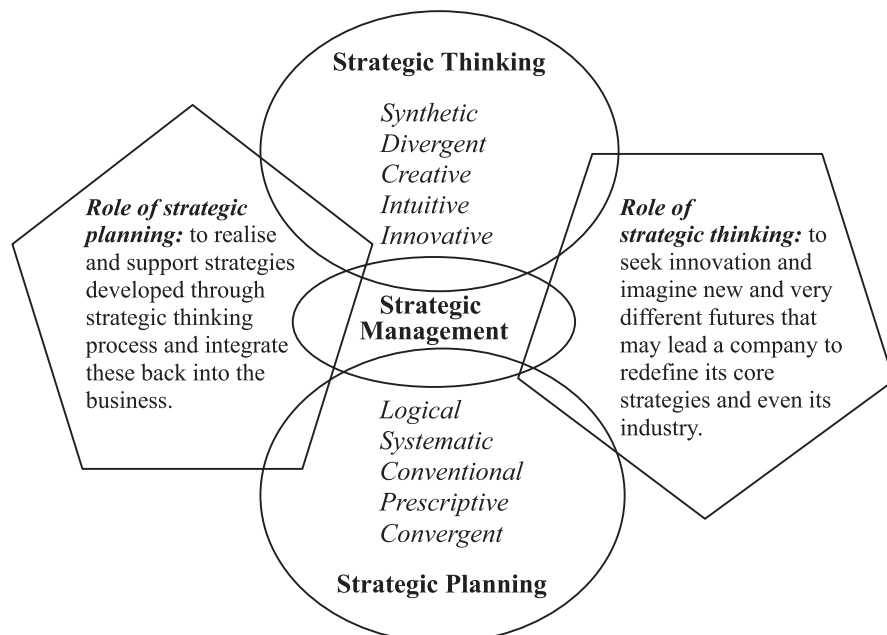 Strategic Thinking
Synthetic
Divergent
Creative
Intuitive
Innovative
Role of strategic
planning: to realise
and support strategies
developed through
strategic thinking
process and integrate
these back into the
business.
Role of
strategic thinking: to
seek innovation and
imagine new and very
different futures that
may lead a company to
redefine its core
strategies and even its
industry.
Strategic
Management
Logical
Systematic
Conventional
Prescriptive
Convergent
Strategic Planning